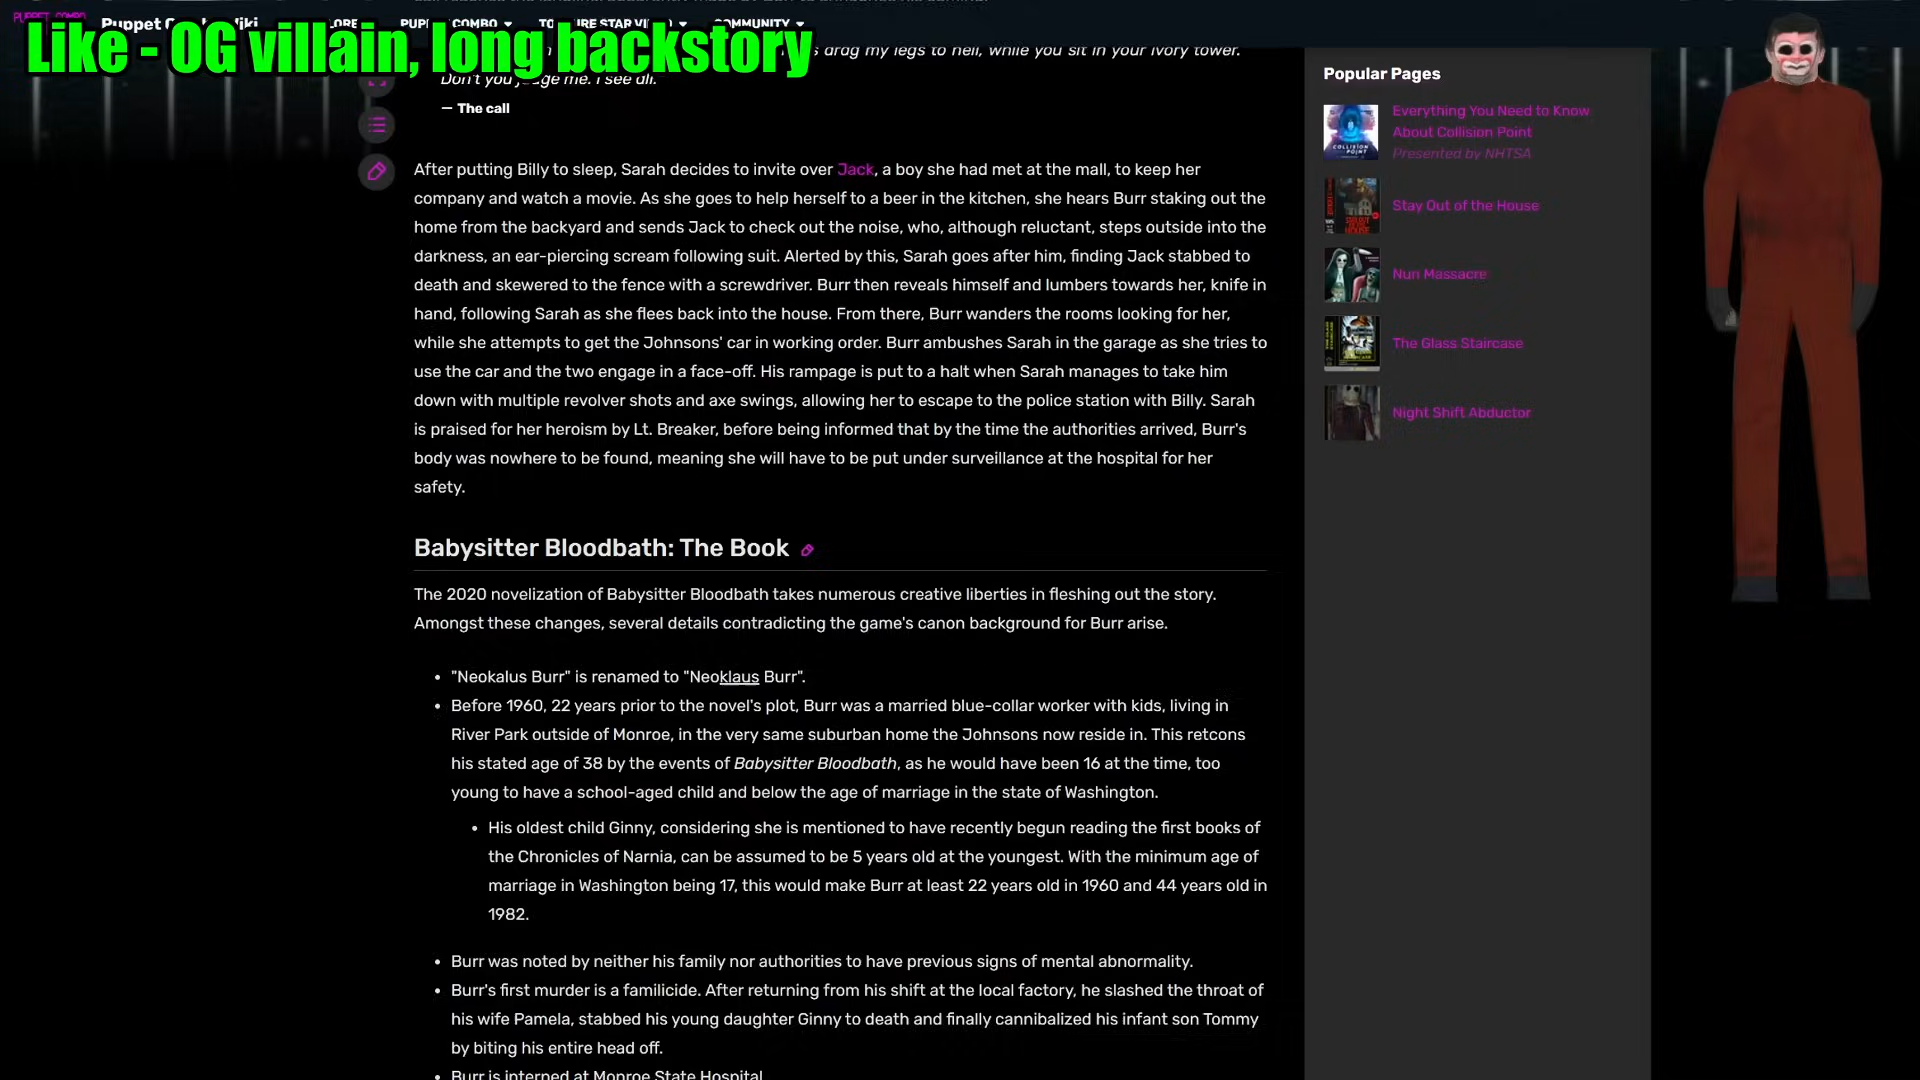 Like - OG villain, long backstory
PUPPET COMBO
COMMUNITY
s drag my legs to hell, while you sit in your ivory tower.
Don't you judge me. I see all.
— The call
After putting Billy to sleep, Sarah decides to invite over Jack, a boy she had met at the mall, to keep her
company and watch a movie. As she goes to help herself to a beer in the kitchen, she hears Burr staking out the
home from the backyard and sends Jack to check out the noise, who, although reluctant, steps outside into the
darkness, an ear-piercing scream following suit. Alerted by this, Sarah goes after him, finding Jack stabbed to
death and skewered to the fence with a screwdriver. Burr then reveals himself and lumbers towards her, knife in
hand, following Sarah as she flees back into the house. From there, Burr wanders the rooms looking for her,
while she attempts to get the Johnsons' car in working order. Burr ambushes Sarah in the garage as she tries to
use the car and the two engage in a face-off. His rampage is put to a halt when Sarah manages to take him
down with multiple revolver shots and axe swings, allowing her to escape to the police station with Billy. Sarah
is praised for her heroism by Lt. Breaker, before being informed that by the time the authorities arrived, Burr's
body was nowhere to be found, meaning she will have to be put under surveillance at the hospital for her
safety.
Babysitter Bloodbath: The Book
The 2020 novelization of Babysitter Bloodbath takes numerous creative liberties in fleshing out the story.
Amongst these changes, several details contradicting the game's canon background for Burr arise.
• "Neokalus Burr" is renamed to "Neoklaus Burr".
• Before 1960, 22 years prior to the novel's plot, Burr was a married blue-collar worker with kids, living in
River Park outside of Monroe, in the very same suburban home the Johnsons now reside in. This retcons
his stated age of 38 by the events of Babysitter Bloodbath, as he would have been 16 at the time, too
young to have a school-aged child and below the age of marriage in the state of Washington.
• His oldest child Ginny, considering she is mentioned to have recently begun reading the first books of
the Chronicles of Narnia, can be assumed to be 5 years old at the youngest. With the minimum age of
marriage in Washington being 17, this would make Burr at least 22 years old in 1960 and 44 years old in
1982.
• Burr was noted by neither his family nor authorities to have previous signs of mental abnormality.
• Burr's first murder is a familicide. After returning from his shift at the local factory, he slashed the throat of
his wife Pamela, stabbed his young daughter Ginny to death and finally cannibalized his infant son Tommy
by biting his entire head off.
• Burr is interned at Monroe State Hospital
Popular Pages
Everything You Need to Know
About Collision Point
Presented by NHTSA
Stay Out of the House
Nun Massacre
The Glass Staircase
Night Shift Abductor